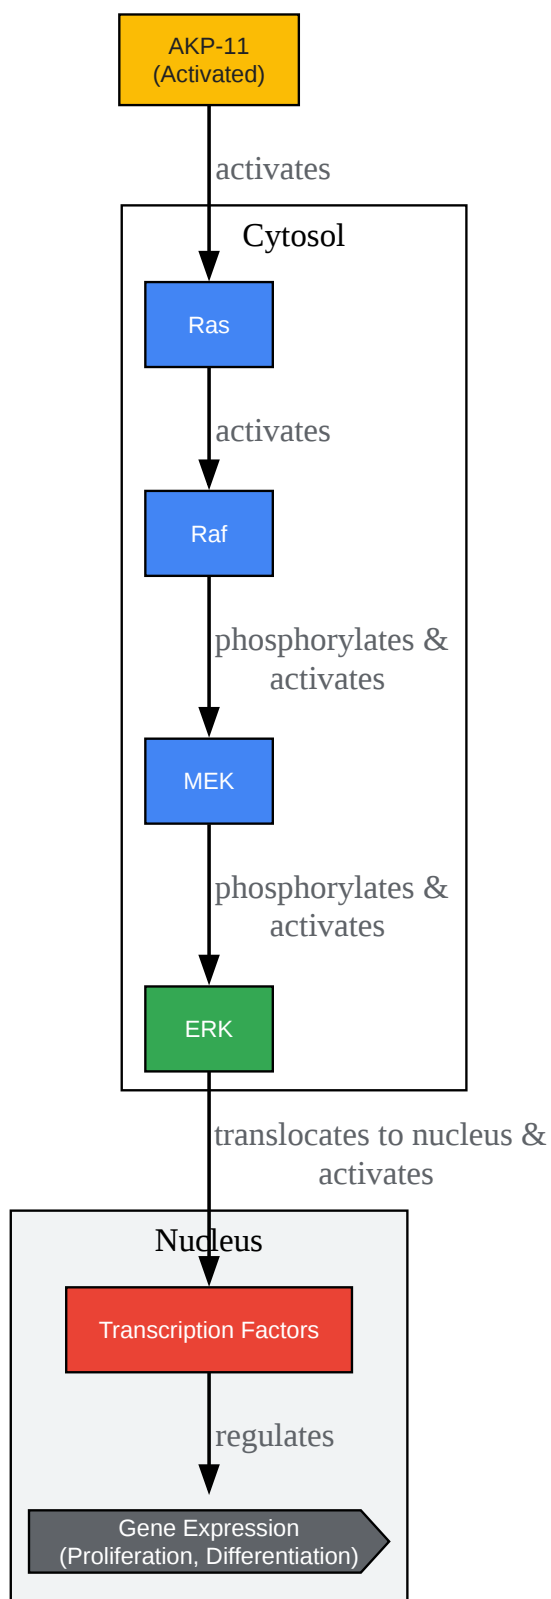 AKP-11
(Activated)
activates
Cytosol
Ras
activates
Raf
phosphorylates &
activates
MEK
phosphorylates &
activates
ERK
translocates to nucleus &
activates
Nucleus
Transcription Factors
regulates
Gene Expression
(Proliferation, Differentiation)